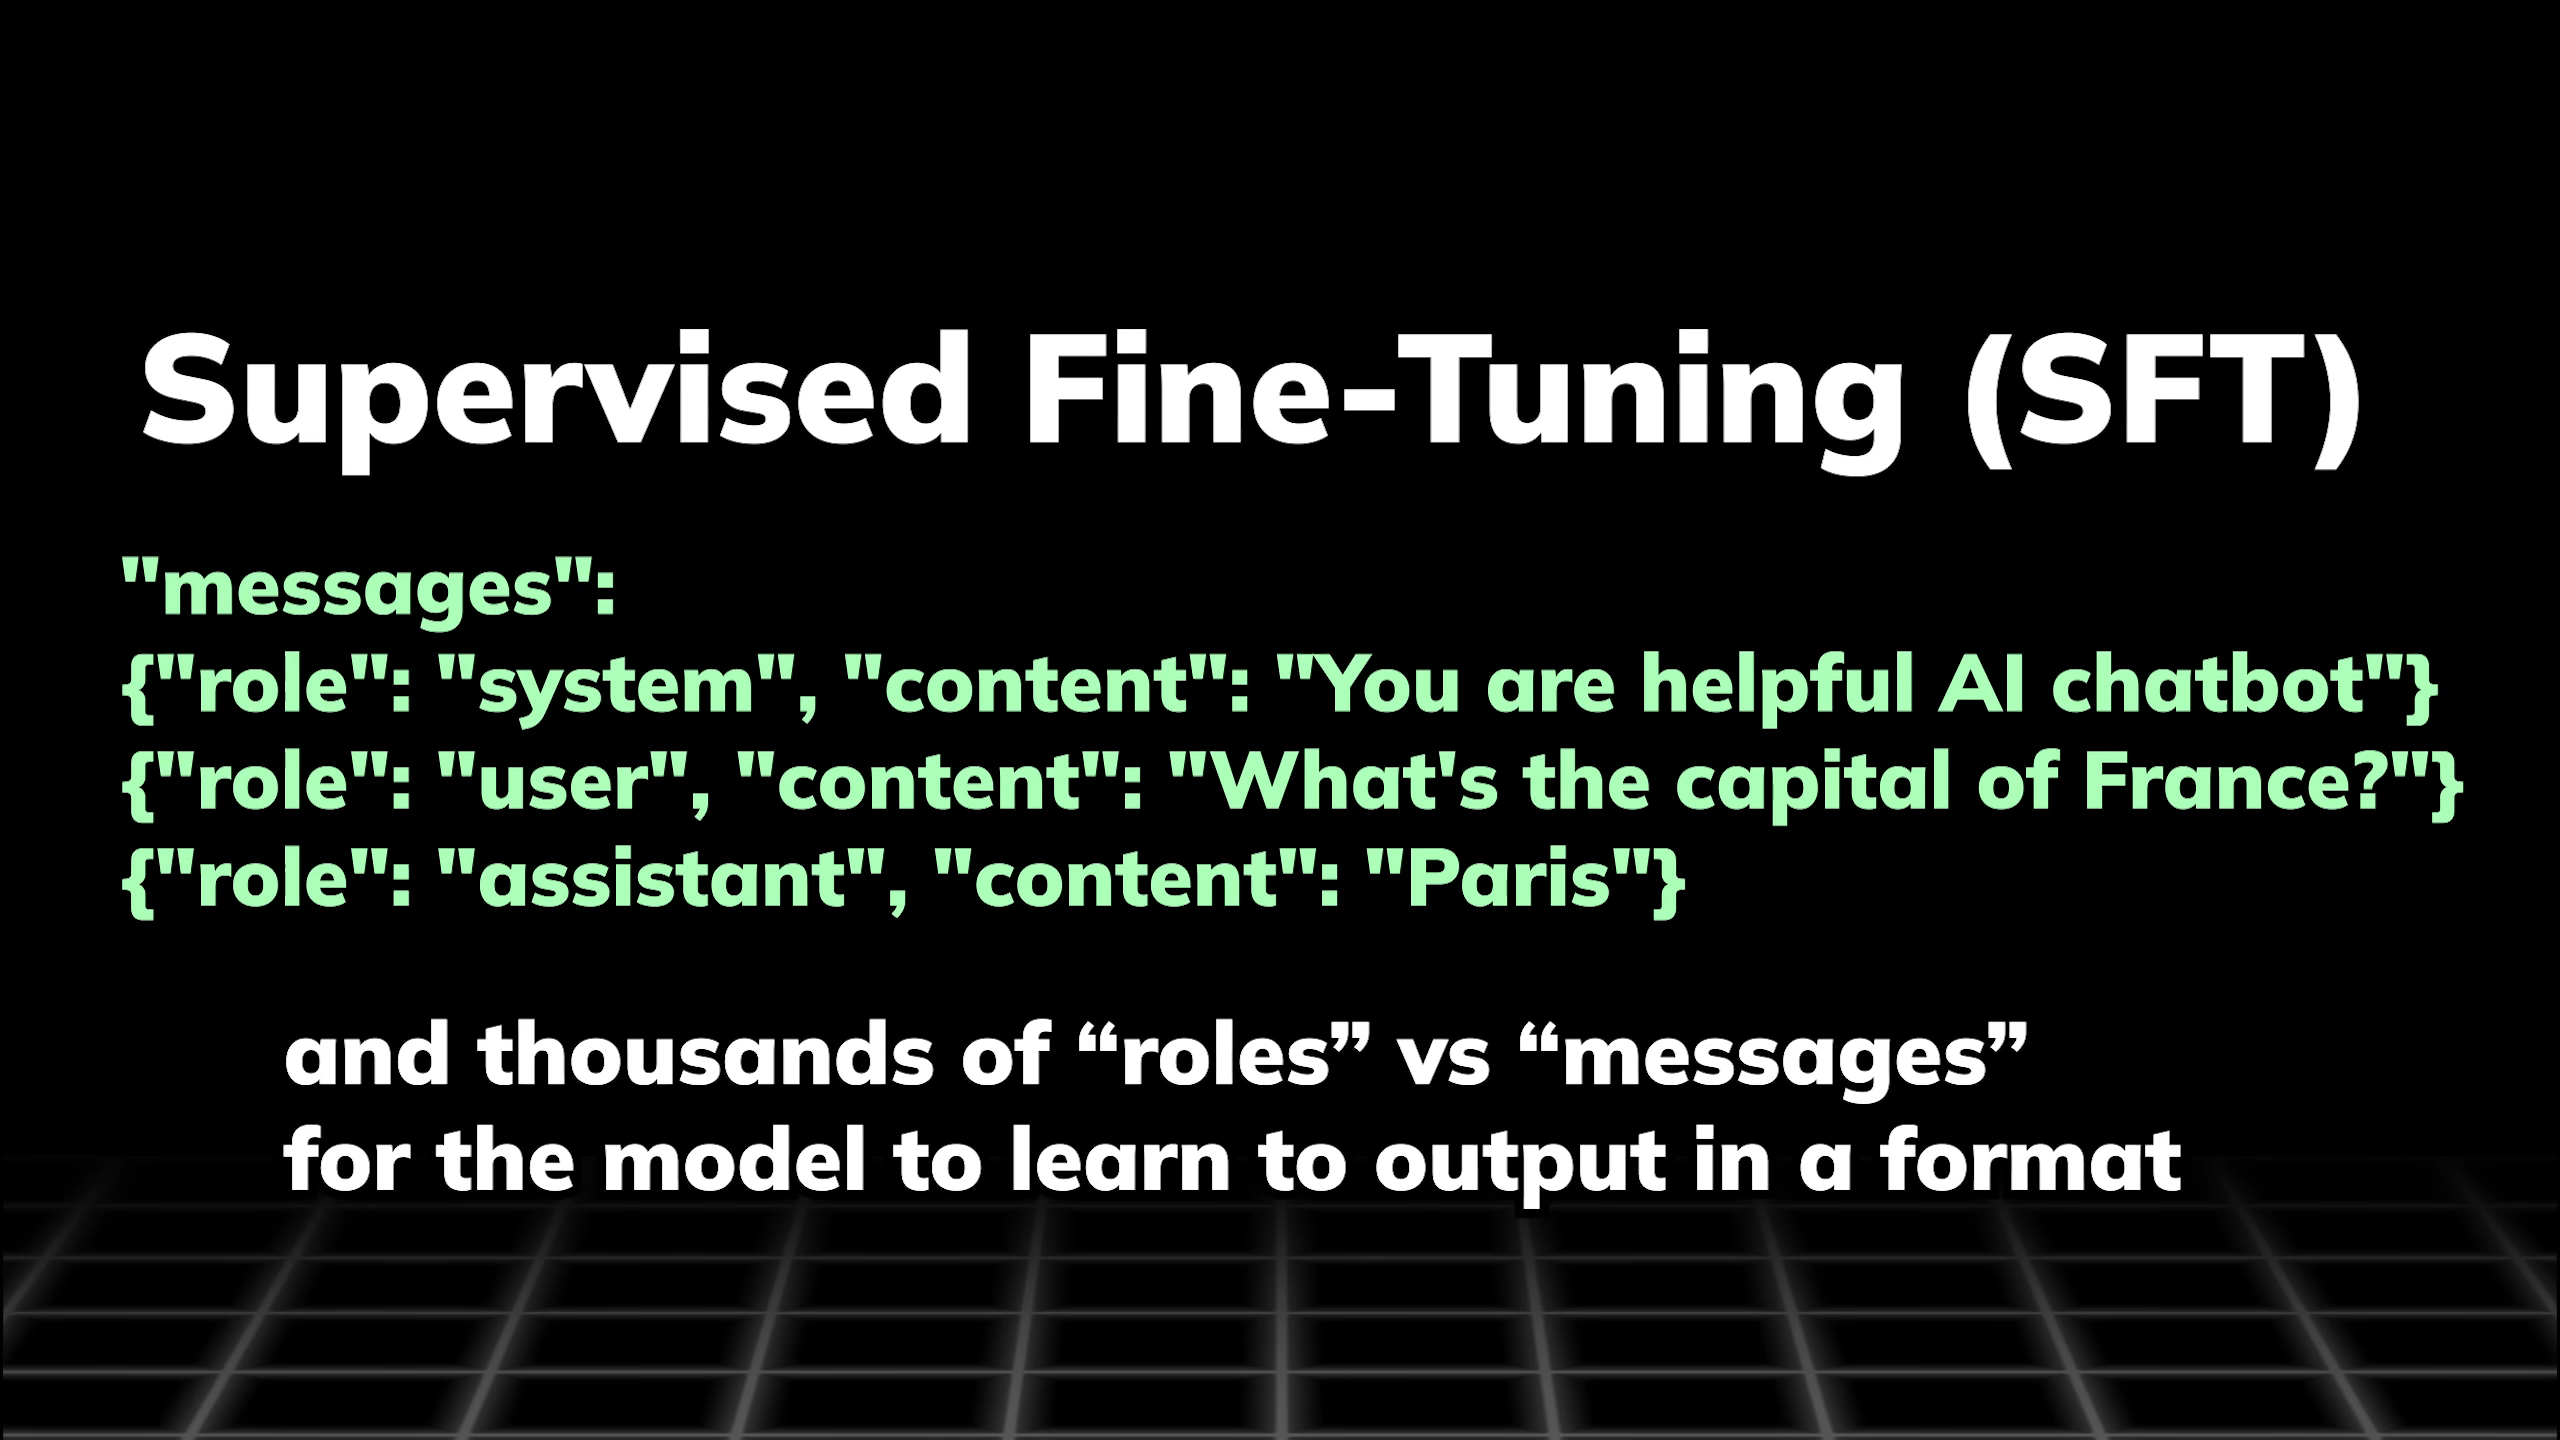 Supervised Fine-Tuning (SFT)
"messages":
{"role": "system", "content": "You are helpful AI chatbot"}
{"role": "user", "content": "What's the capital of France?"}
{"role": "assistant", "content": "Paris"}
and thousands of “roles” vs “messages”
for the model to learn to output in a format